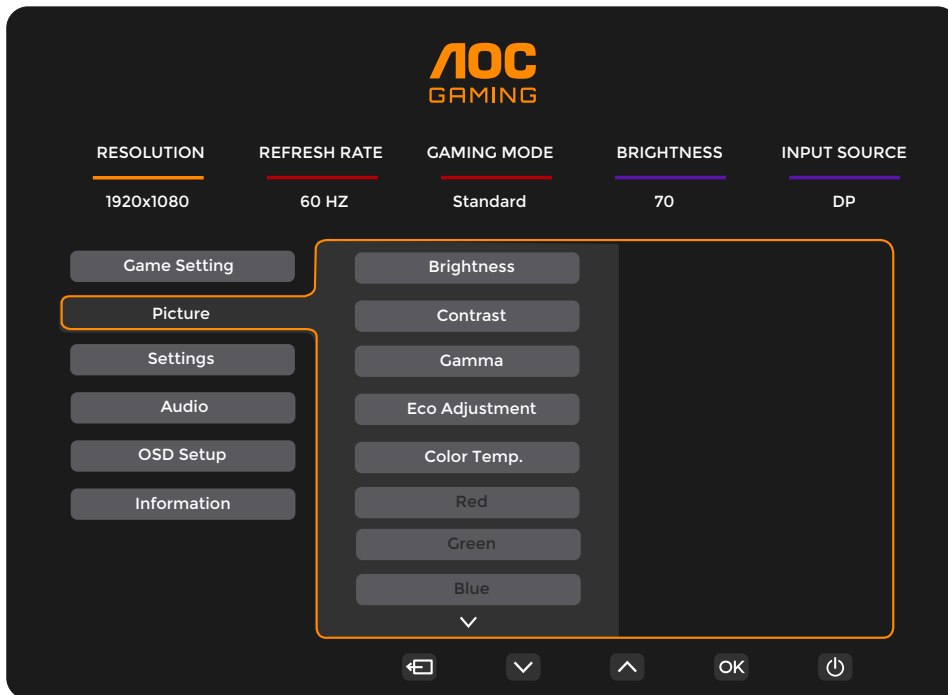 AOC
GAMING
RESOLUTION REFRESH RATE GAMING MODE BRIGHTNESS INPUT SOURCE
1920x1080 60 HZ Standard 70 DP
Game Setting
Picture
Settings
Audio
OSD Setup
Information
Brightness
Contrast
Gamma
Eco Adjustment
Color Temp.
Red
Green
Blue
OK